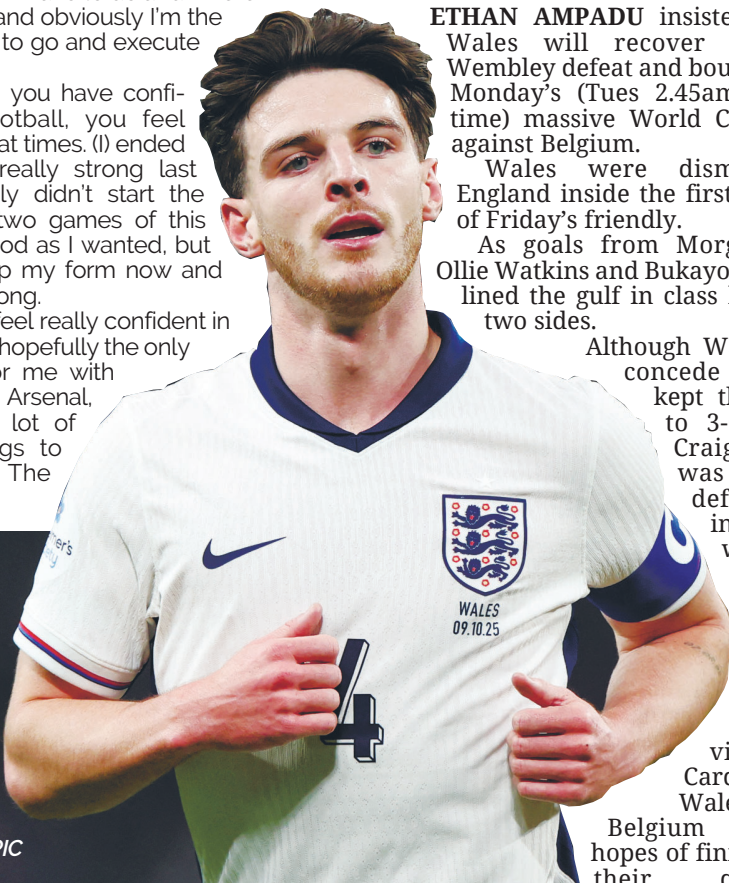 and obviously I'm the
to go and execute
you have confi-
otball, you feel
at times. (I) ended
really strong last
ly didn't start the
two games of this
od as I wanted, but
p my form now and
ong.
feel really confident in
hopefully the only
or me with
Arsenal,
lot of
gs to
The
ETHAN AMPADU insiste
Wales will recover
Wembley defeat and bou
Monday's (Tues 2.45am
time) massive World C
against Belgium.
Wales were dism
England inside the first
of Friday's friendly.
As goals from Morg
Ollie Watkins and Bukayo
lined the gulf in class
two sides.
Although W
concede
kept th
to 3-
Craig
was
def
in
w
vi
Card
Wale
Belgium
hopes of fini
their
WALES
09.10.25
4
PIC